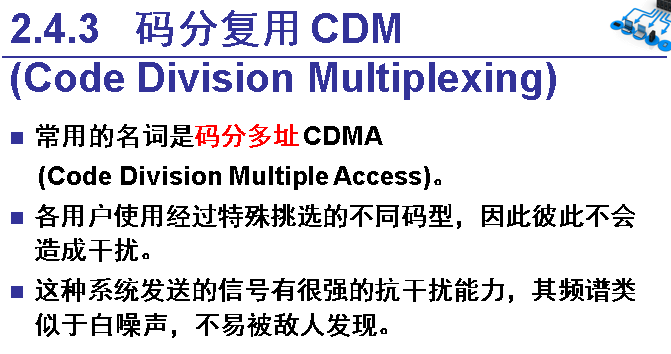 2.4.3 码分复用 CDM
(Code Division Multiplexing)
常用的名词是码分多址 CDMA
(Code Division Multiple Access)。
各用户使用经过特殊挑选的不同码型，因此彼此不会
造成干扰。
这种系统发送的信号有很强的抗干扰能力，其频谱类
似于白噪声，不易被敌人发现。